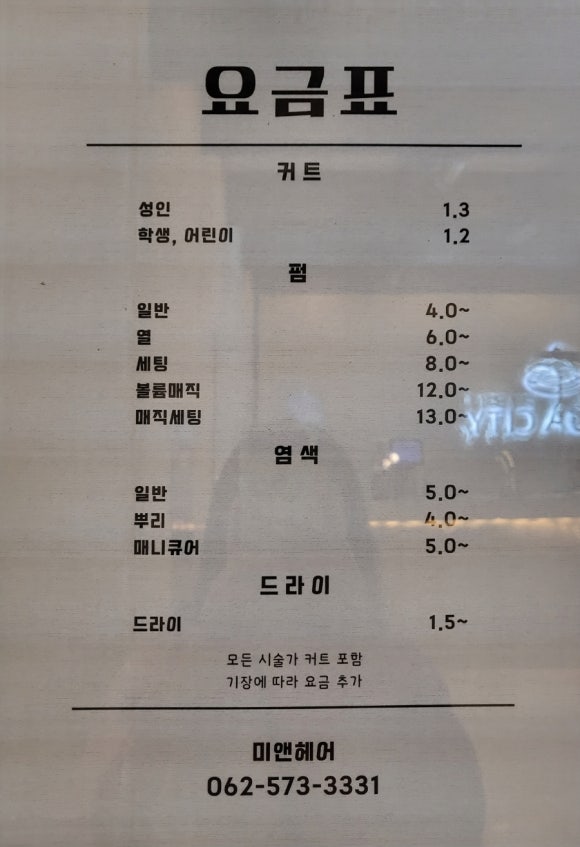 요금표
커트
성인 1.3
학생, 어린이 1.2
펌
일반 4.0~
열 6.0~
세팅 8.0~
볼륨매직 12.0~
매직세팅 13.0~
염색
일반 5.0~
뿌리 4.0~
매니큐어 5.0~
드라이
드라이 1.5~
모든 시술가 커트 포함
기장에 따라 요금 추가
미앤헤어
062-573-3331